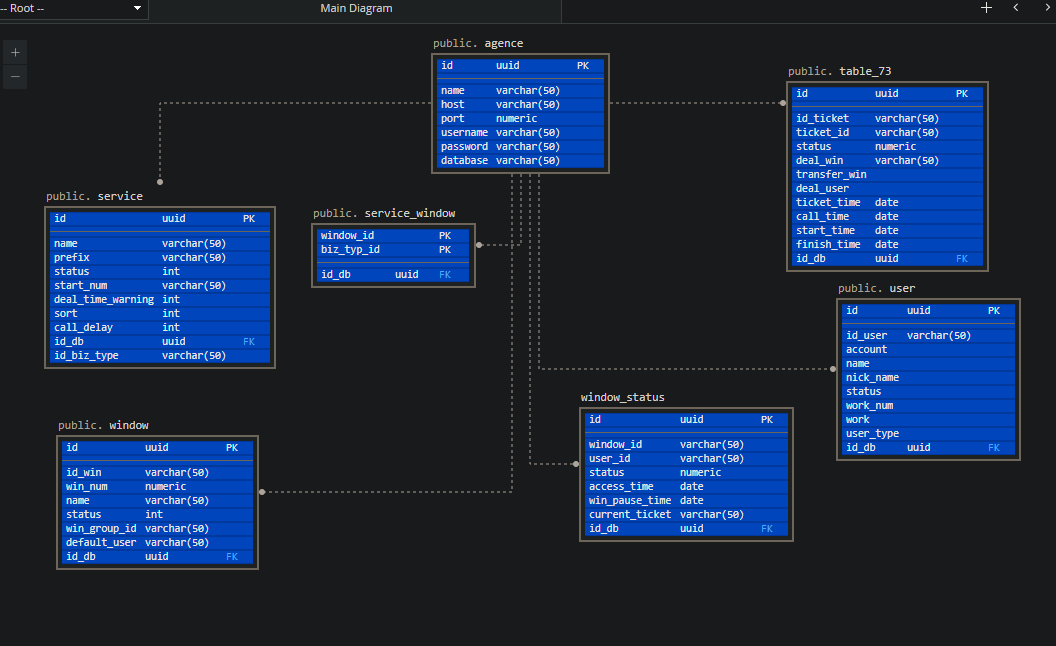 -- Root --
Main Diagram
public. agence
id uuid PK
name varchar(50)
host varchar(50)
port numeric
username varchar(50)
password varchar(50)
database varchar(50)
public. table_73
id uuid PK
id_ticket varchar(50)
ticket_id varchar(50)
status numeric
deal_win varchar(50)
transfer_win
deal_user
ticket_time date
call_time date
start_time date
finish_time date
id_db uuid FK
public. service
id uuid PK
name varchar(50)
prefix varchar(50)
status int
start_num varchar(50)
deal_time_warning int
sort int
call_delay int
id_db uuid FK
id_biz_type varchar(50)
public. service_window
window_id PK
biz_typ_id PK
id_db uuid FK
public. user
id uuid PK
id_user varchar(50)
account
name
nick_name
status
work_num
work
user_type
id_db uuid FK
window_status
id uuid PK
window_id varchar(50)
user_id varchar(50)
status numeric
access_time date
win_pause_time date
current_ticket varchar(50)
id_db uuid FK
public. window
id uuid PK
id_win varchar(50)
win_num numeric
name varchar(50)
status int
win_group_id varchar(50)
default_user varchar(50)
id_db uuid FK